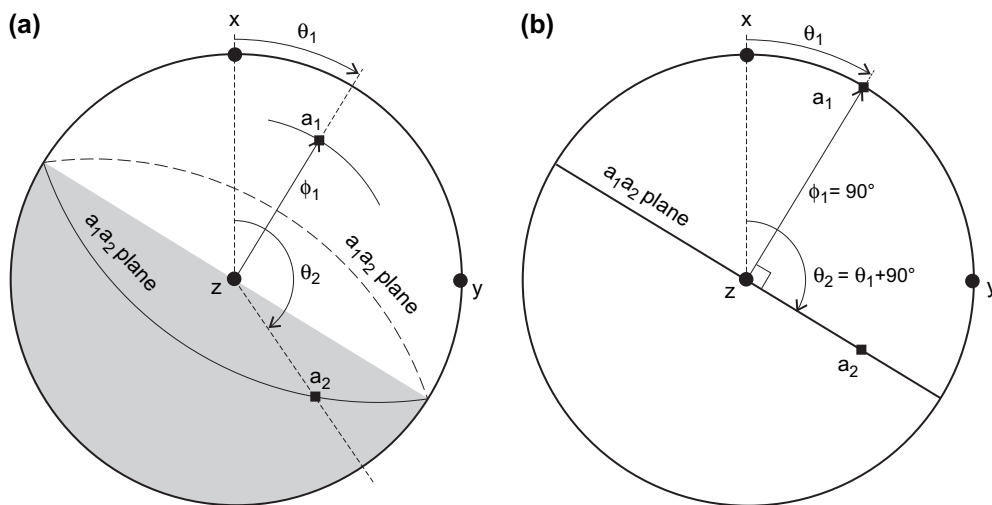 (a)
x
θ₁
a₁
ϕ₁
a₁a₂ plane
a₁a₂ plane
z
θ₂
y
a₂
(b)
x
θ₁
a₁
a₁a₂ plane
ϕ₁= 90°
z
θ₂ = θ₁+90°
y
a₂